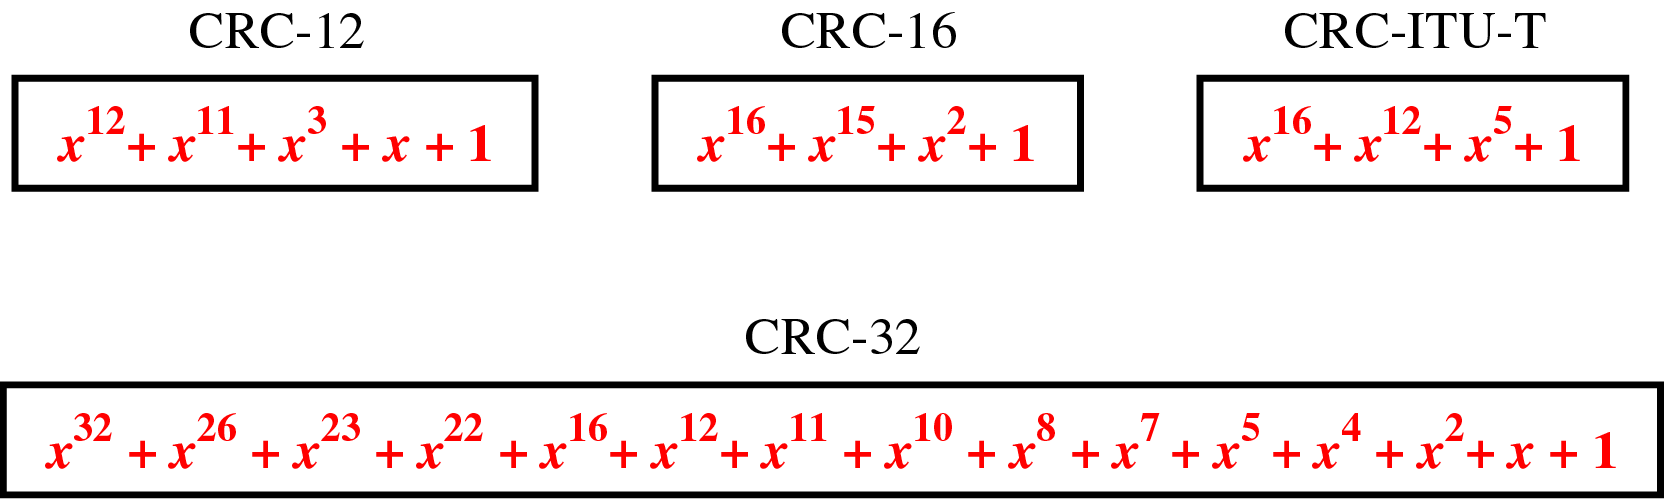 CRC-12 CRC-16 CRC-ITU-T
x¹² + x¹¹ + x³ + x + 1 x¹⁶ + x¹⁵ + x² + 1 x¹⁶ + x¹² + x⁵ + 1
CRC-32
x³² + x²⁶ + x²³ + x²² + x¹⁶ + x¹² + x¹¹ + x¹⁰ + x⁸ + x⁷ + x⁵ + x⁴ + x² + x + 1